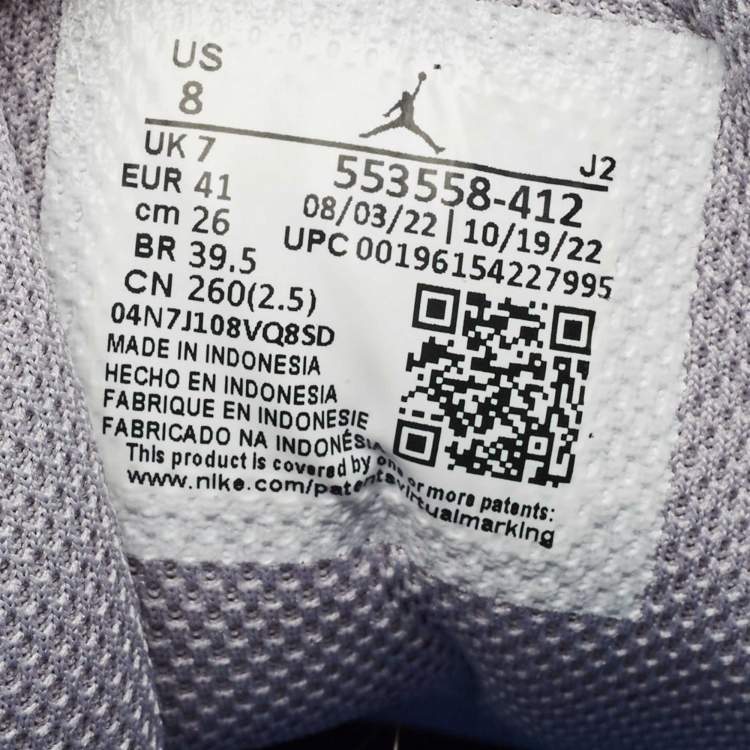 US
8
J2
UK 7
EUR 41
cm 26
BR 39.5
CN 260(2.5)
04N7J108VQ8SD
553558-412
08/03/22 | 10/19/22
UPC 00196154227995
MADE IN INDONESIA
HECHO EN INDONESIA
FABRIQUE EN INDONESIE
FABRICADO NA INDONÉSIA
This product is covered by one or more patents:
www.nike.com/patentsvirtualmarking